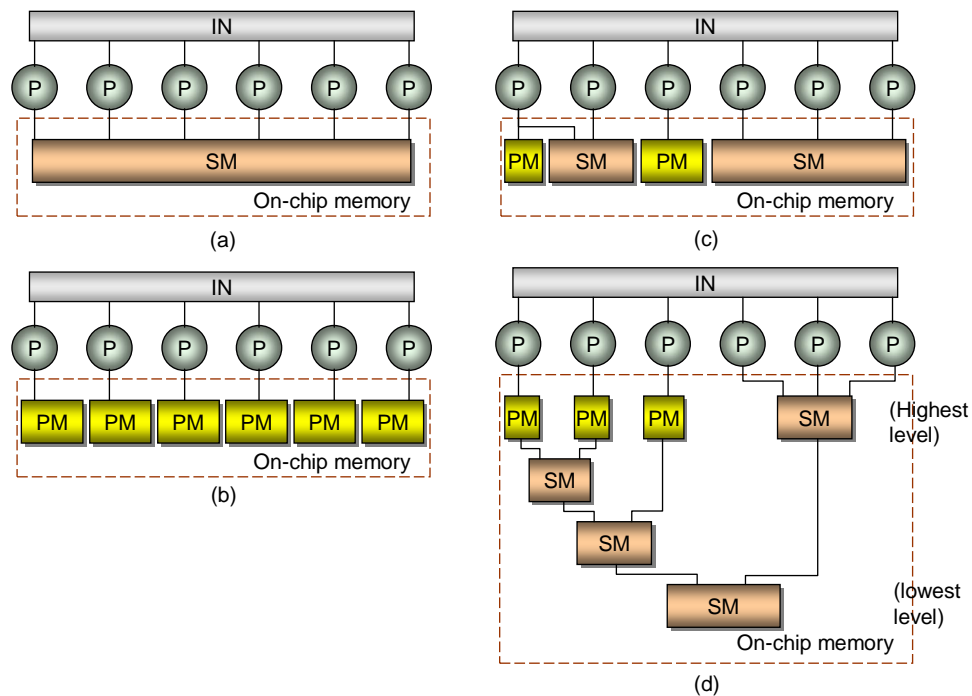 IN
P P P P P P
SM
On-chip memory
(a)
IN
P P P P P P
PM SM PM SM
On-chip memory
(c)
IN
P P P P P P
PM PM PM PM PM PM
On-chip memory
(b)
IN
P P P P P P
PM PM PM SM
(Highest
level)
SM
SM
SM
(lowest
level)
On-chip memory
(d)